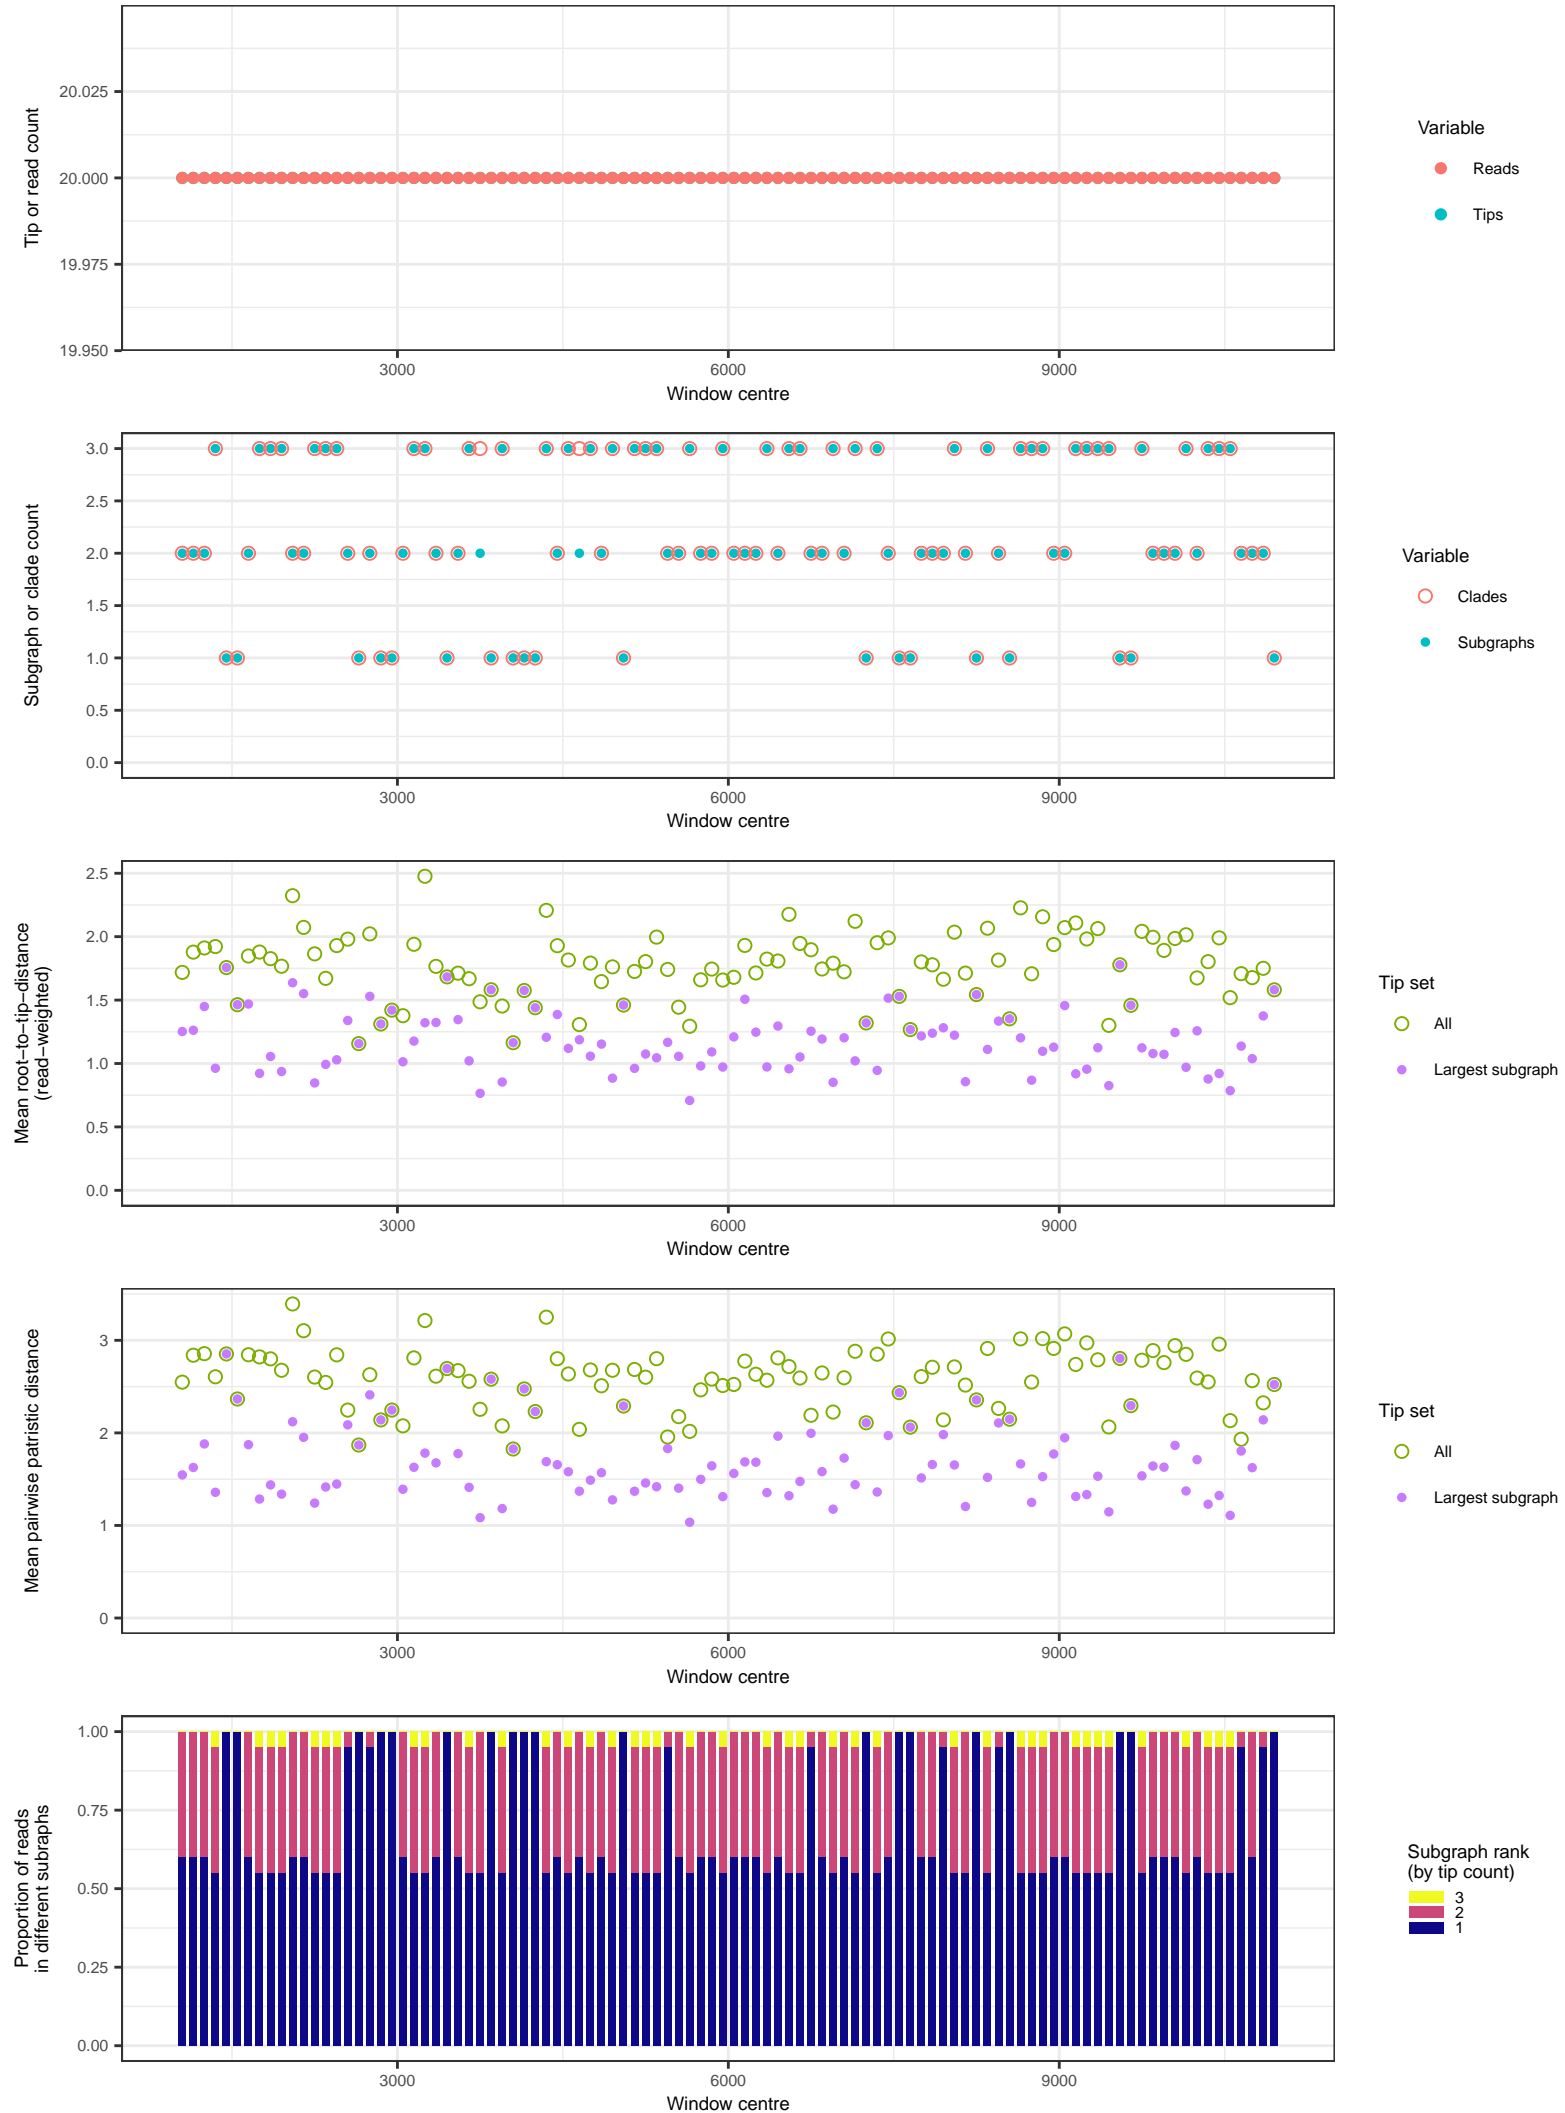 20.025
20.000
19.975
19.950
Tip or read count
3000
6000
9000
Window centre
Variable
Reads
Tips
3.0
2.5
2.0
1.5
1.0
0.5
0.0
Subgraph or clade count
3000
6000
9000
Window centre
Variable
Clades
Subgraphs
2.5
2.0
1.5
1.0
0.5
0.0
Mean root−to−tip−distance
(read−weighted)
3000
6000
9000
Window centre
Tip set
All
Largest subgraph
3
2
1
0
Mean pairwise patristic distance
3000
6000
9000
Window centre
Tip set
All
Largest subgraph
1.00
0.75
0.50
0.25
0.00
Proportion of reads
in different subraphs
3000
6000
9000
Window centre
Subgraph rank
(by tip count)
3
2
1